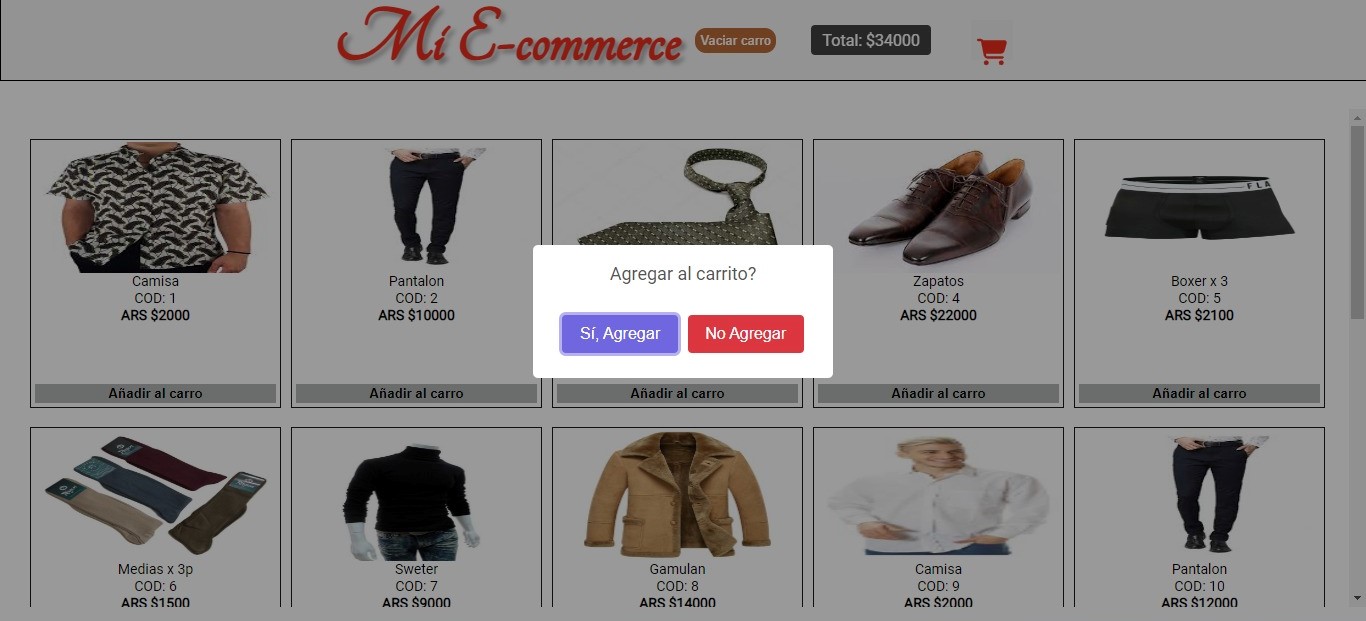 Mí E-commerce
Vaciar carro
Total: $34000
FLA
Camisa
COD: 1
ARS $2000
Añadir al carro
Pantalon
COD: 2
ARS $10000
Añadir al carro
Añadir al carro
Zapatos
COD: 4
ARS $22000
Añadir al carro
Boxer x 3
COD: 5
ARS $2100
Añadir al carro
Agregar al carrito?
Sí, Agregar
No Agregar
Medias x 3p
COD: 6
ARS $1500
Sweter
COD: 7
ARS $9000
Gamulan
COD: 8
ARS $14000
Camisa
COD: 9
ARS $2000
Pantalon
COD: 10
ARS $12000